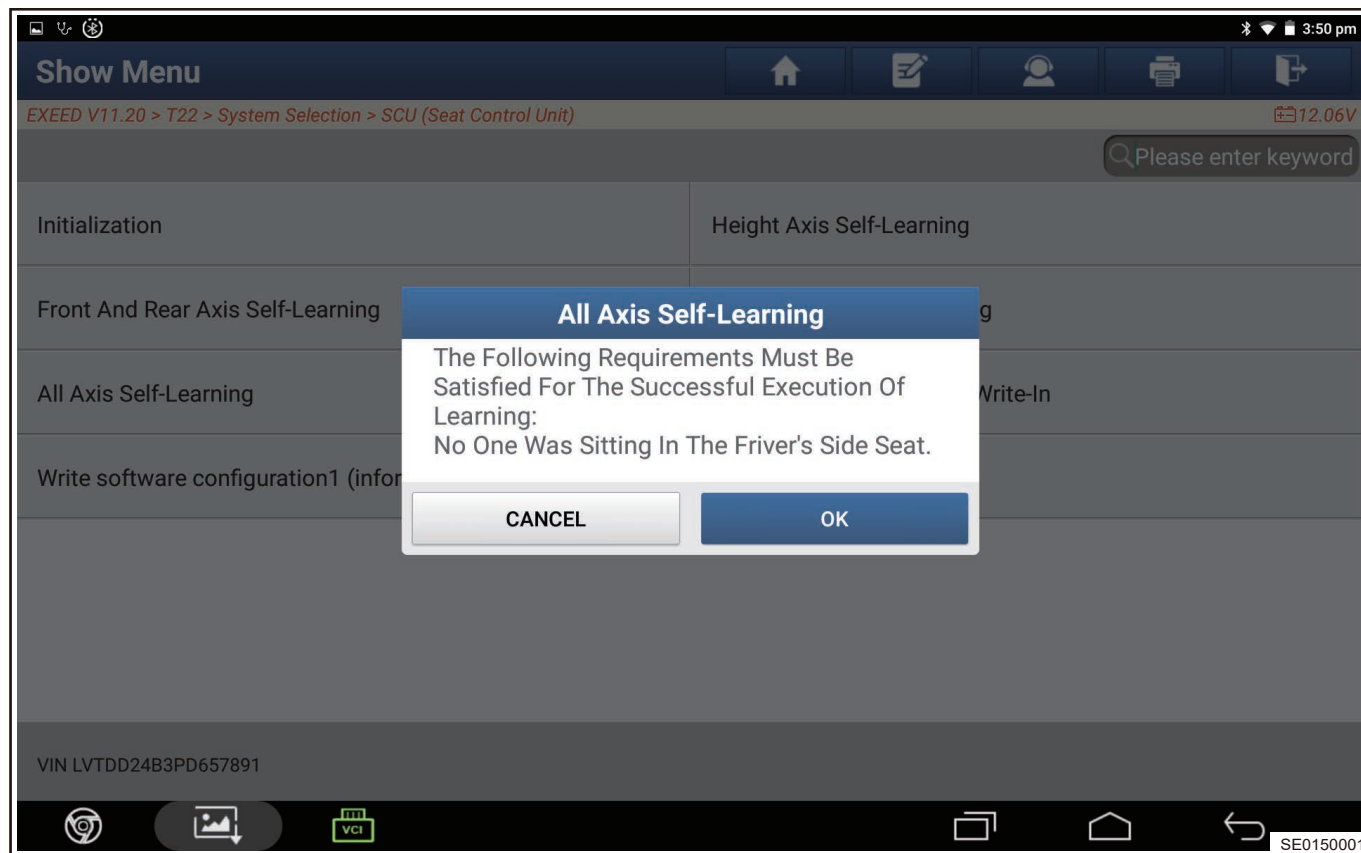 3:50 pm
Show Menu
EXEED V11.20 > T22 > System Selection > SCU (Seat Control Unit)
12.06V
Please enter keyword
Initialization
Height Axis Self-Learning
Front And Rear Axis Self-Learning
g
All Axis Self-Learning
The Following Requirements Must Be
Satisfied For The Successful Execution Of
Learning:
No One Was Sitting In The Friver's Side Seat.
All Axis Self-Learning
Write-In
Write software configuration1 (infor
CANCEL
OK
VIN LVTDD24B3PD657891
VCI
SE0150001